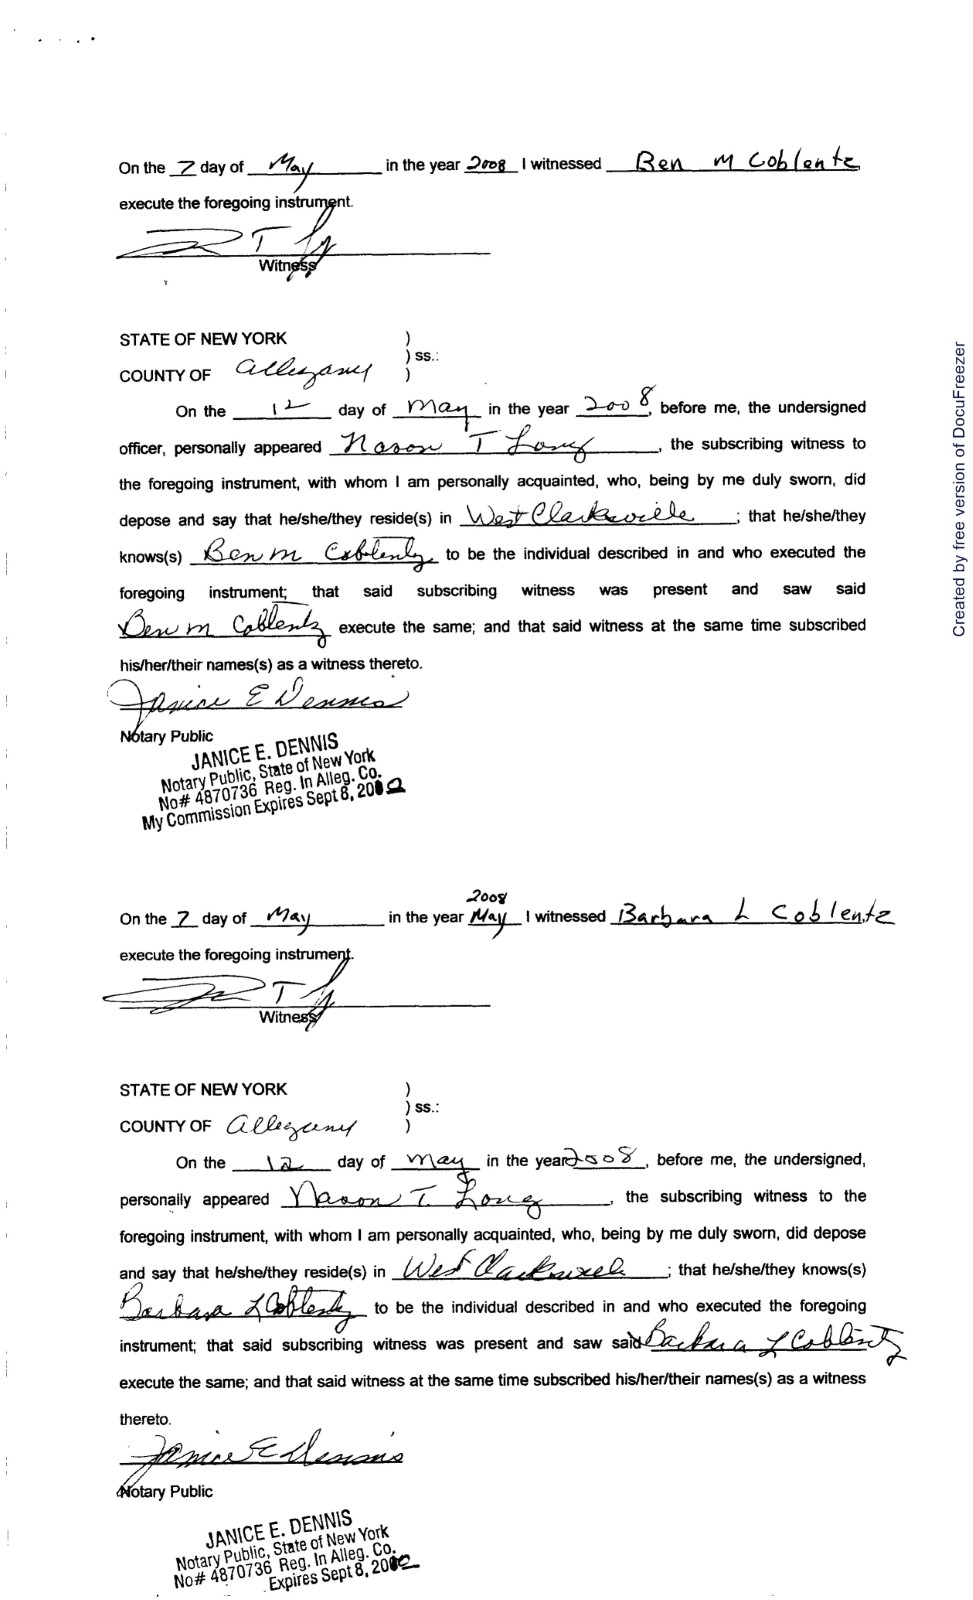 On the 7 day of May in the year 2008 I witnessed Ben M Coblentz
execute the foregoing instrument.
Witness
STATE OF NEW YORK )
) ss.:
COUNTY OF Allegany )
On the 12 day of May in the year 2008, before me, the undersigned
officer, personally appeared Nason T Long, the subscribing witness to
the foregoing instrument, with whom I am personally acquainted, who, being by me duly sworn, did
depose and say that he/she/they reside(s) in West Clarksville; that he/she/they
knows(s) Ben M Coblentz to be the individual described in and who executed the
foregoing instrument; that said subscribing witness was present and saw said
Ben M Coblentz execute the same; and that said witness at the same time subscribed
his/her/their names(s) as a witness thereto.
Janice E Dennis
Notary Public
JANICE E. DENNIS
Notary Public, State of New York
No# 4870736 Reg. In Alleg. Co.
My Commission Expires Sept 8,
2008
On the 7 day of May in the year May I witnessed Barbara L Coblentz
execute the foregoing instrument.
Witness
STATE OF NEW YORK )
) ss.:
COUNTY OF Allegany )
On the 12 day of May in the year 2008, before me, the undersigned,
personally appeared Nason T. Long, the subscribing witness to the
foregoing instrument, with whom I am personally acquainted, who, being by me duly sworn, did depose
and say that he/she/they reside(s) in West Clarksville; that he/she/they knows(s)
Barbara L Coblentz to be the individual described in and who executed the foregoing
instrument; that said subscribing witness was present and saw said Barbara L Coblentz
execute the same; and that said witness at the same time subscribed his/her/their names(s) as a witness
thereto.
Janice E Dennis
Notary Public
JANICE E. DENNIS
Notary Public, State of New York
No# 4870736 Reg. In Alleg. Co.
Expires Sept 8,
Created by free version of DocuFreezer